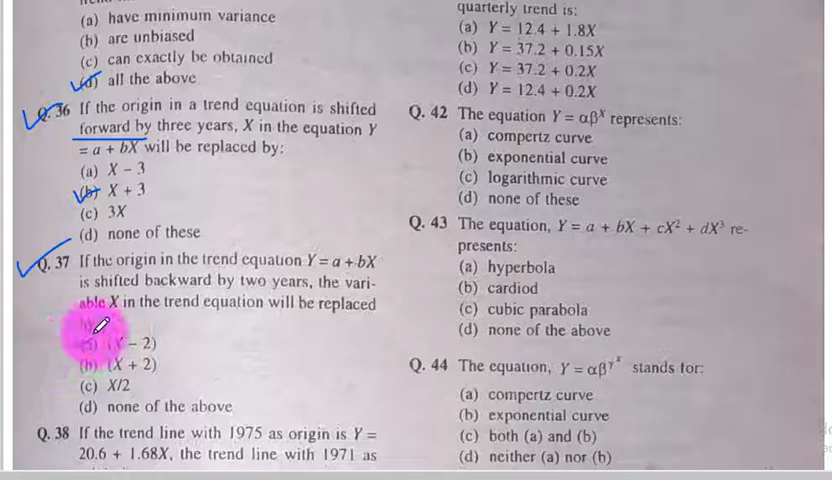 (a) have minimum variance
(b) are unbiased
(c) can exactly be obtained
(d) all the above
Q. 36 If the origin in a trend equation is shifted
forward by three years, X in the equation Y
= a + bX will be replaced by:
(a) X − 3
(b) X + 3
(c) 3X
(d) none of these
Q. 37 If the origin in the trend equation Y = a + bX
is shifted backward by two years, the vari-
able X in the trend equation will be replaced
(X − 2)
(b) (X + 2)
(c) X/2
(d) none of the above
Q. 38 If the trend line with 1975 as origin is Y =
20.6 + 1.68X, the trend line with 1971 as
quarterly trend is:
(a) Y = 12.4 + 1.8X
(b) Y = 37.2 + 0.15X
(c) Y = 37.2 + 0.2X
(d) Y = 12.4 + 0.2X
Q. 42 The equation Y = αβˣ represents:
(a) compertz curve
(b) exponential curve
(c) logarithmic curve
(d) none of these
Q. 43 The equation, Y = a + bX + cX² + dX³ re-
presents:
(a) hyperbola
(b) cardiod
(c) cubic parabola
(d) none of the above
Q. 44 The equation, Y = αβ^γ^x stands for:
(a) compertz curve
(b) exponential curve
(c) both (a) and (b)
(d) neither (a) nor (b)